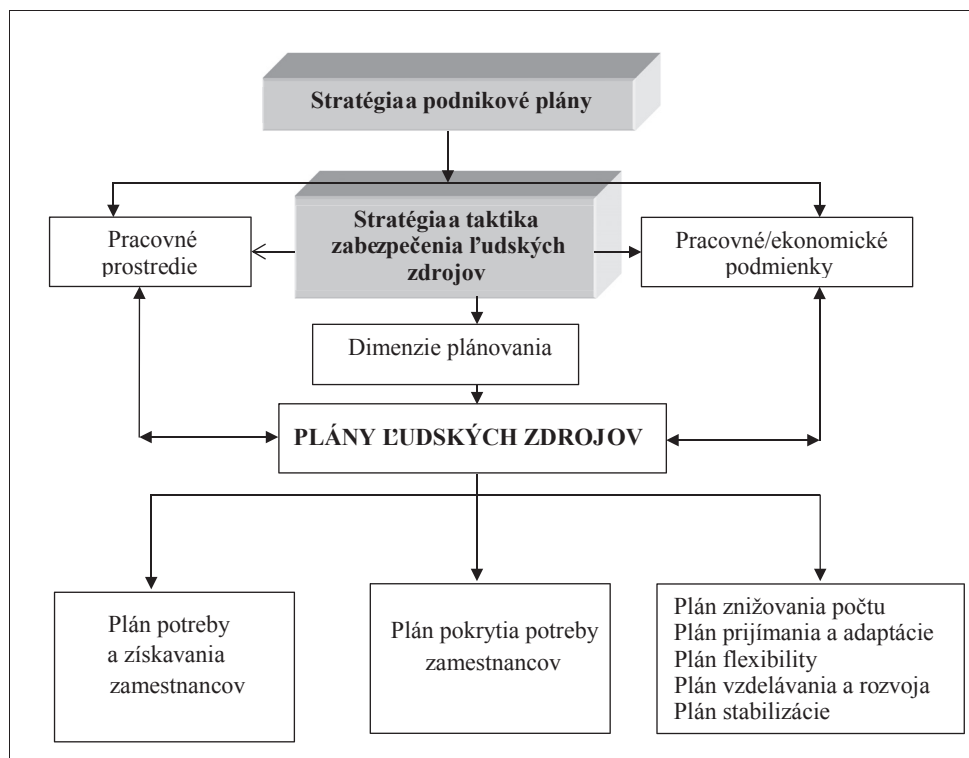 Stratégia a podnikové plány
Stratégia a taktika
zabezpečenia ľudských
zdrojov
Pracovné
prostredie
Pracovné/ekonomické
podmienky
Dimenzie plánovania
PLÁNY ĽUDSKÝCH ZDROJOV
Plán potreby
a získavania
zamestnancov
Plán pokrytia potreby
zamestnancov
Plán znižovania počtu
Plán prijímania a adaptácie
Plán flexibility
Plán vzdelávania a rozvoja
Plán stabilizácie